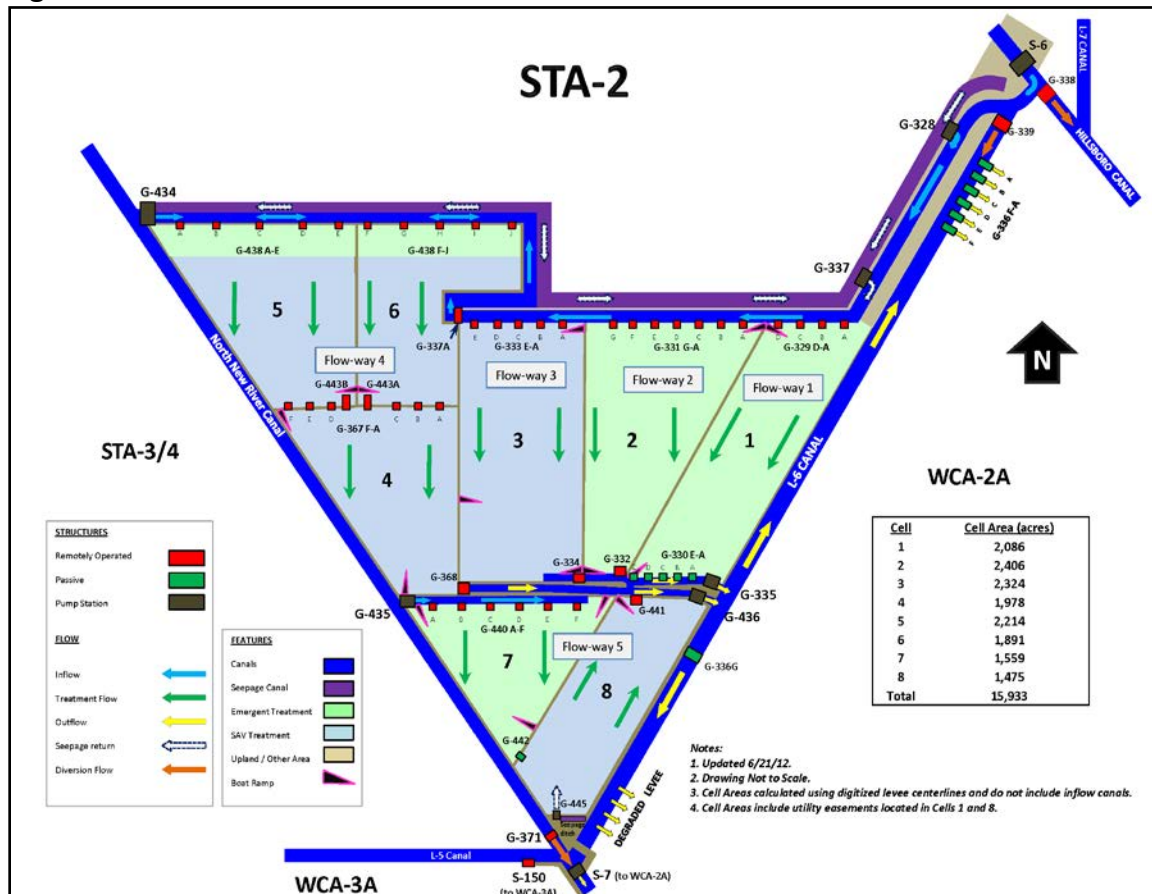 STA-2
S-6
L-7 CANAL
G-338
G-328
G-339
HILLSBORO CANAL
A
B
C
D
E
F
G-336 F-A
G-434
A B C D E F G H I J
G-438 A-E
G-438 F-J
G-337
5
6
G-337A
E D C B A
G-333 E-A
G F E D C B A
G-331 G-A
D C B A
G-329 D-A
Flow-way 4
Flow-way 3
Flow-way 2
Flow-way 1
N
North New River Canal
G-443B
G-443A
F E D C B A
G-367 F-A
STA-3/4
4
3
2
1
L-6 CANAL
WCA-2A
Cell Cell Area (acres)
1 2,086
2 2,406
3 2,324
4 1,978
5 2,214
6 1,891
7 1,559
8 1,475
Total 15,933
STRUCTURES
Remotely Operated
Passive
Pump Station
FLOW
Inflow
Treatment Flow
Outflow
Seepage return
Diversion Flow
FEATURES
Canals
Seepage Canal
Emergent Treatment
SAV Treatment
Upland / Other Area
Boat Ramp
G-368
G-334
G-332
G-330 E-A
D C B A
G-335
G-435
G-441
G-436
A B C D E F
G-440 A-F
Flow-way 5
7
8
G-336G
G-442
G-445
Seepage
ditch
DEGRADED LEVEE
Notes:
1. Updated 6/21/12.
2. Drawing Not to Scale.
3. Cell Areas calculated using digitized levee centerlines and do not include inflow canals.
4. Cell Areas include utility easements located in Cells 1 and 8.
G-371
L-5 Canal
S-7 (to WCA-2A)
S-150
(to WCA-3A)
WCA-3A